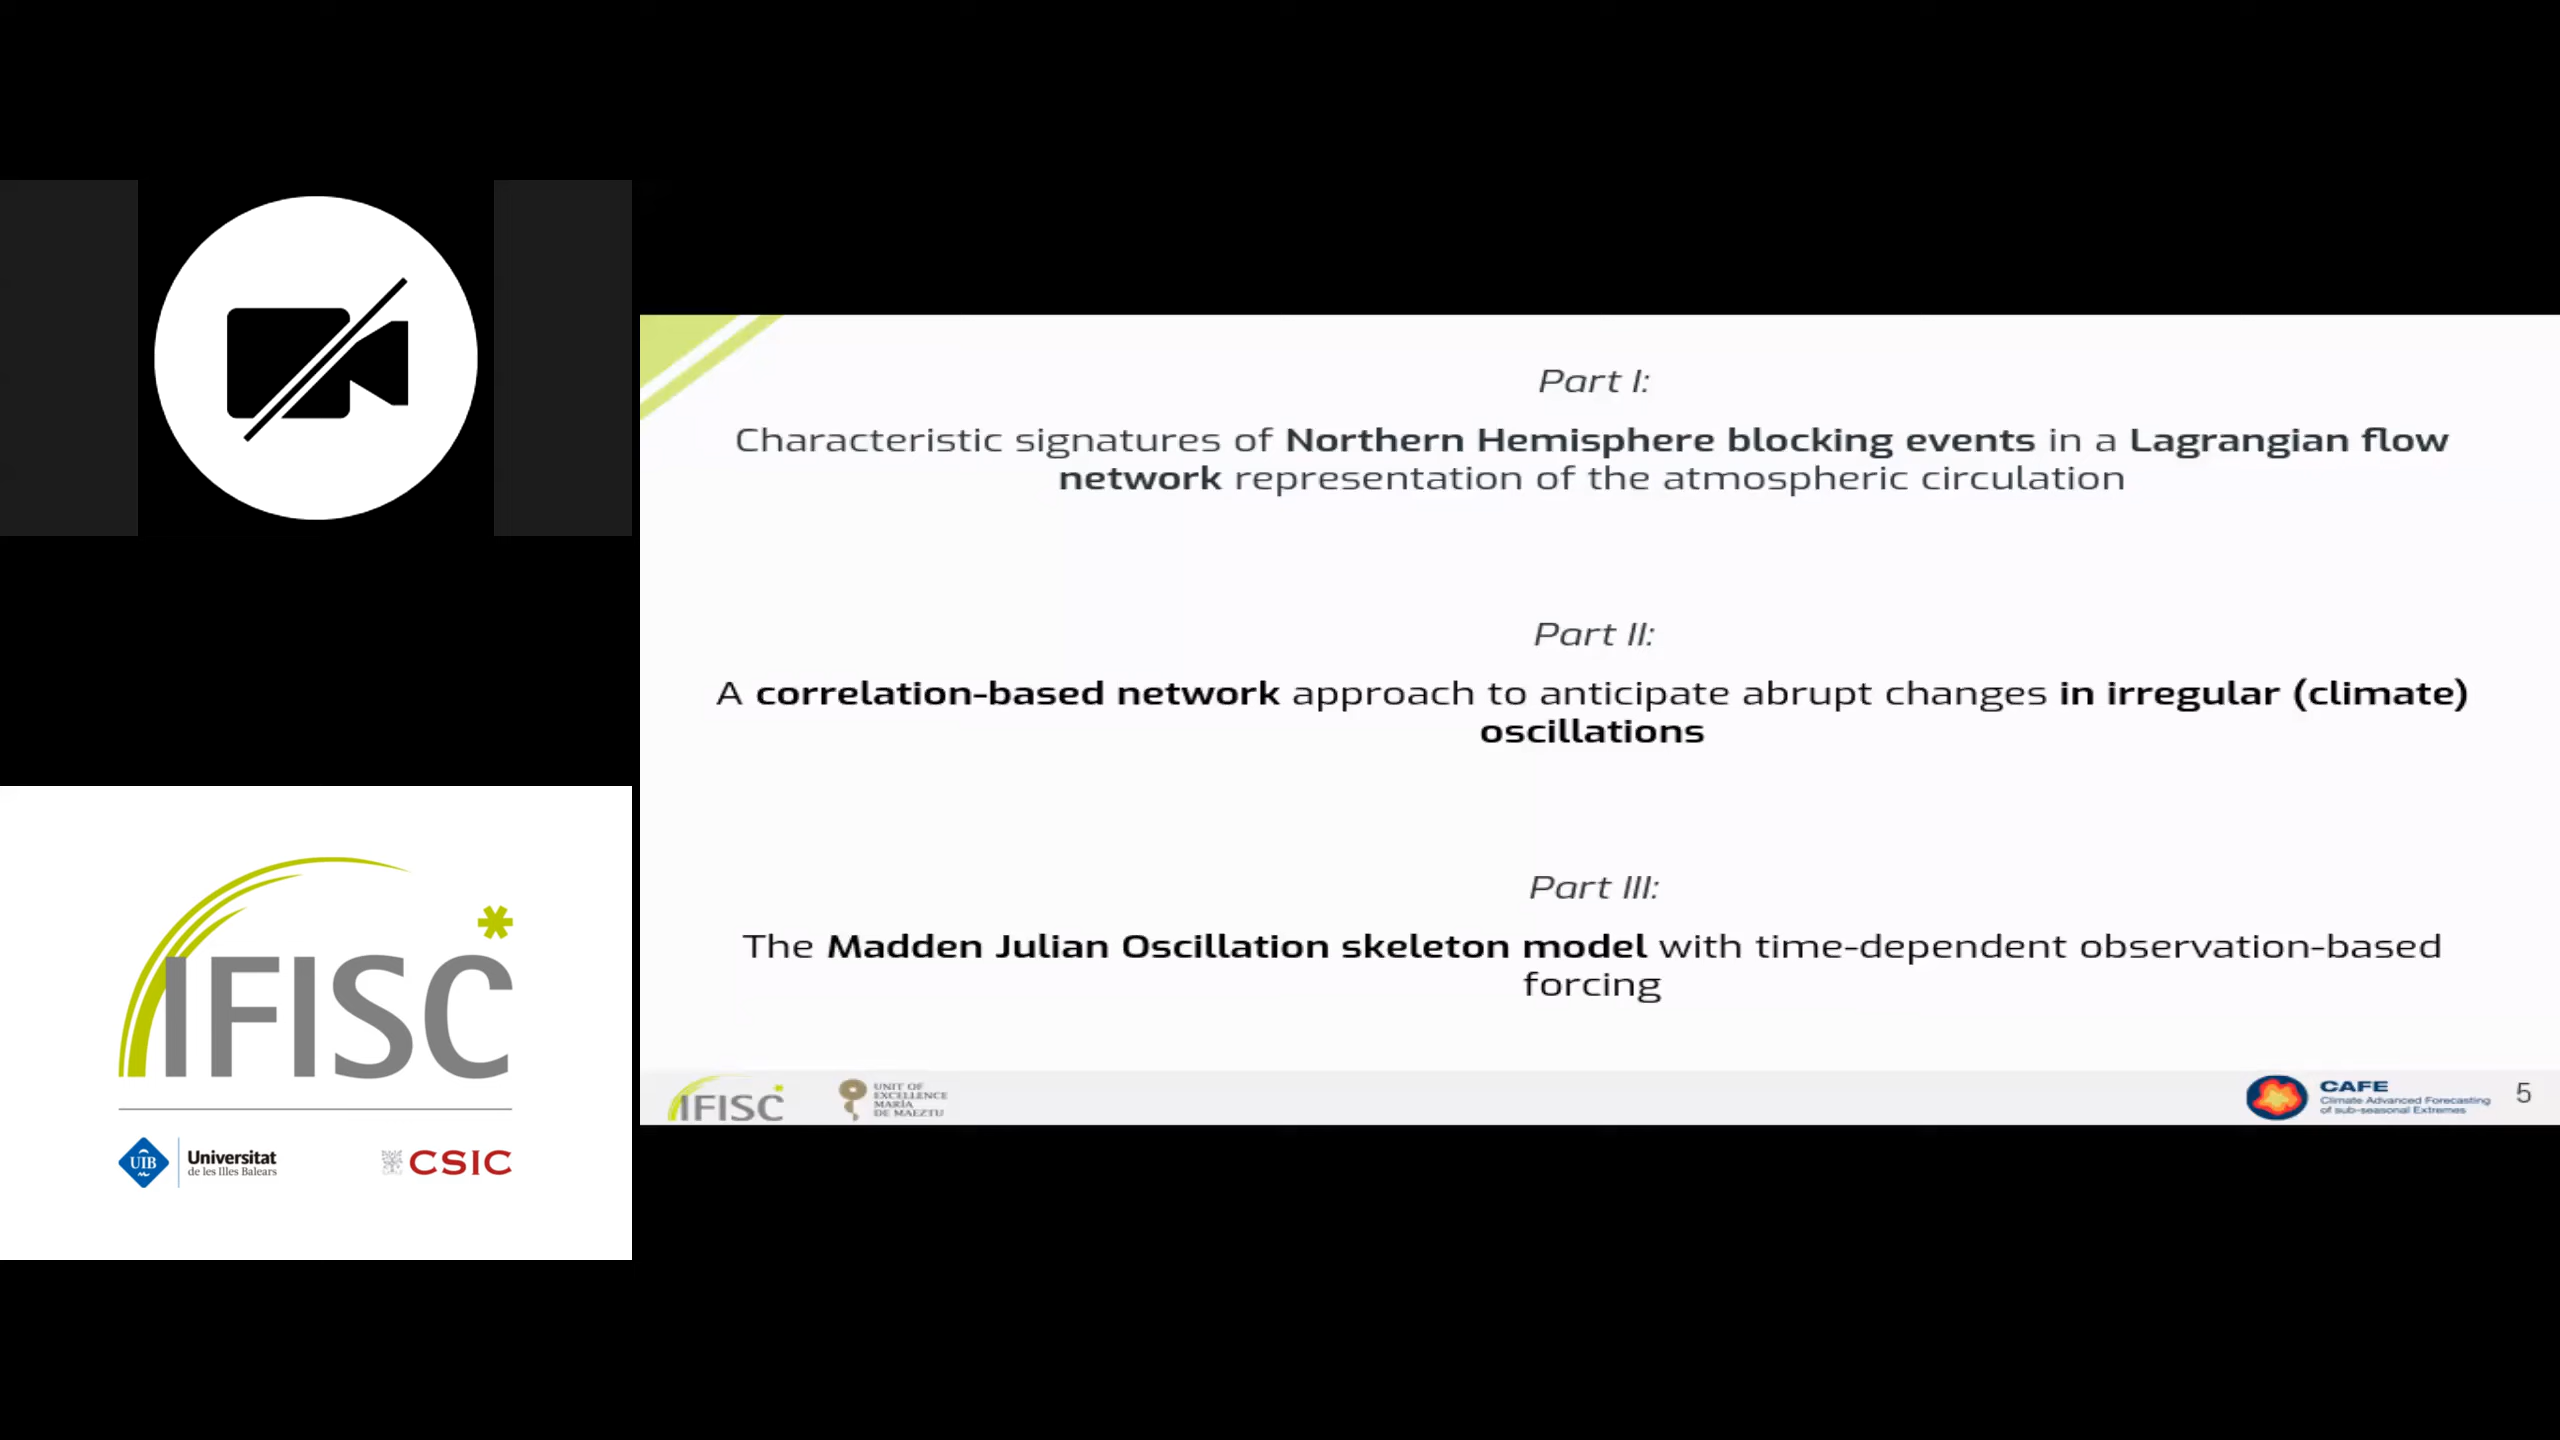 Part I:
Characteristic signatures of Northern Hemisphere blocking events in a Lagrangian flow
network representation of the atmospheric circulation
Part II:
A correlation-based network approach to anticipate abrupt changes in irregular (climate)
oscillations
Part III:
The Madden Julian Oscillation skeleton model with time-dependent observation-based
forcing
IFISC
UNIT OF
EXCELLENCE
MARÍA
DE MAEZTU
CAFE
Climate Advanced Forecasting
of sub-seasonal Extremes
5
IFISC
UIB
Universitat
de les Illes Balears
CSIC